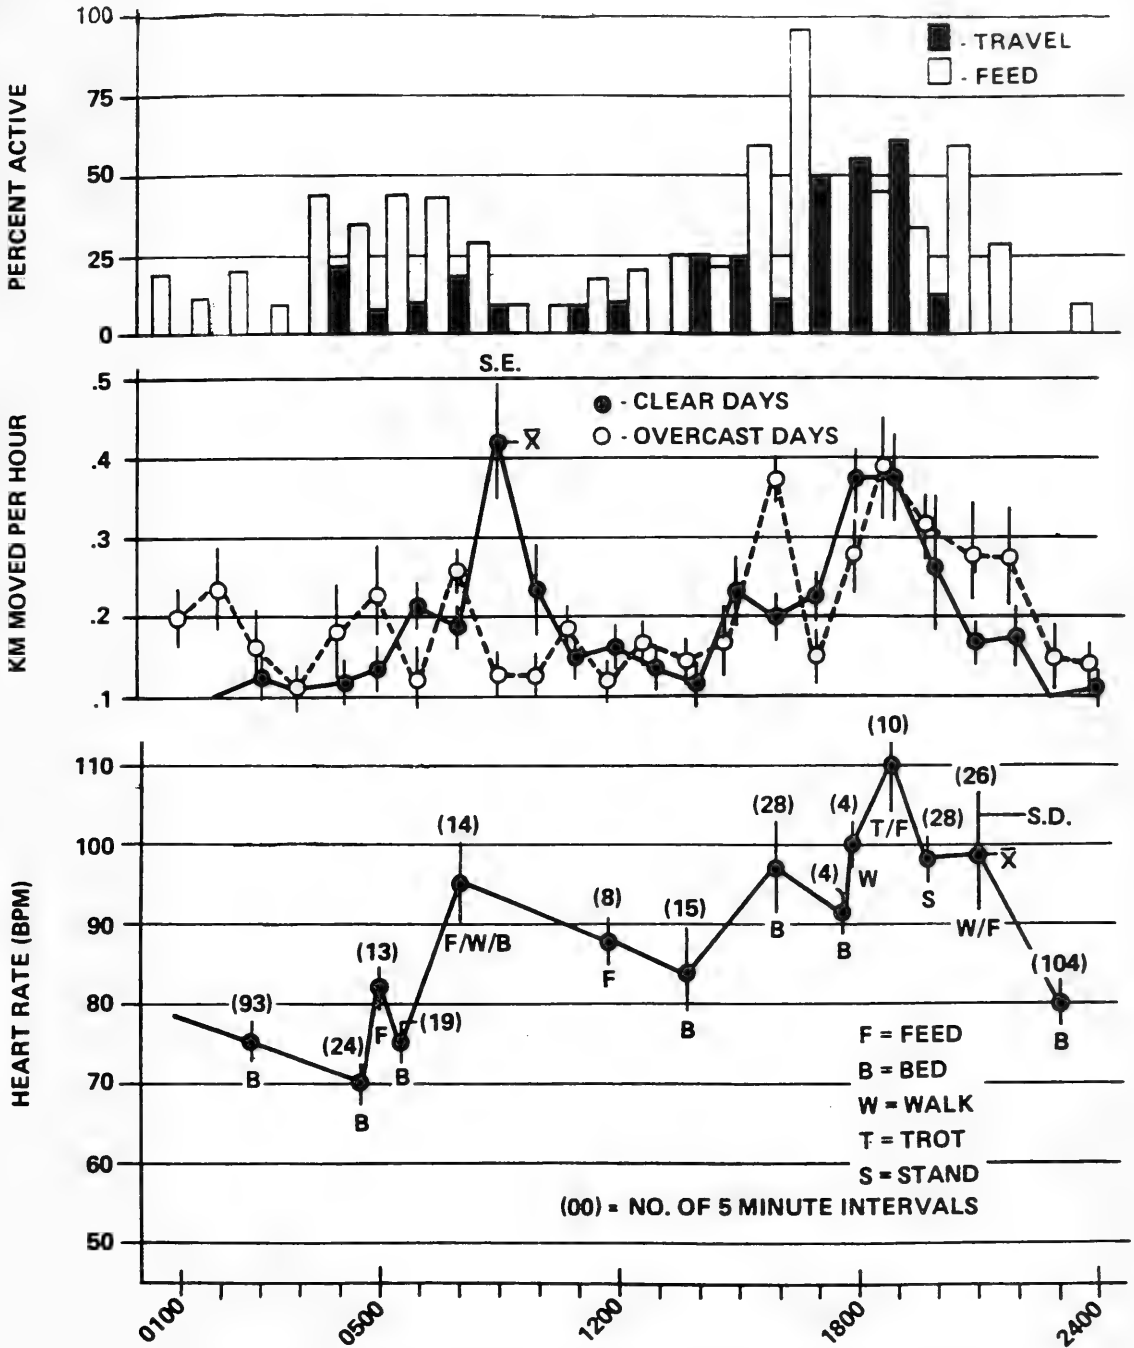 100
75
50
25
0
PERCENT ACTIVE
- TRAVEL
- FEED
S.E.
.5
.4
.3
.2
.1
KM MOVED PER HOUR
- CLEAR DAYS
- OVERCAST DAYS
X̅
110
100
90
80
70
60
50
HEART RATE (BPM)
(93)
B
(24)
B
(13)
F
(19)
B
(14)
F/W/B
(8)
F
(15)
B
(28)
B
(4)
B
(4)
W
(10)
T/F
(28)
S
(26)
S.D.
X̅
W/F
(104)
B
F = FEED
B = BED
W = WALK
T = TROT
S = STAND
(00) = NO. OF 5 MINUTE INTERVALS
0100
0500
1200
1800
2400